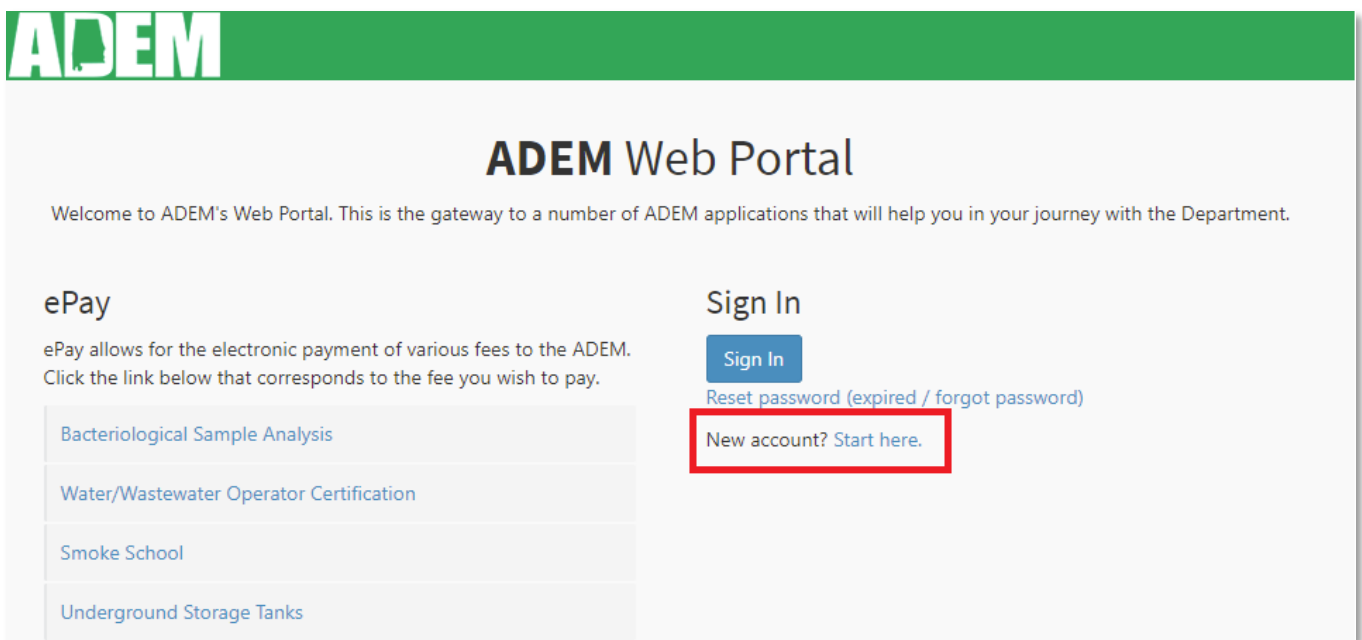 ADEM
ADEM Web Portal
Welcome to ADEM's Web Portal. This is the gateway to a number of ADEM applications that will help you in your journey with the Department.
ePay
ePay allows for the electronic payment of various fees to the ADEM.
Click the link below that corresponds to the fee you wish to pay.
Bacteriological Sample Analysis
Water/Wastewater Operator Certification
Smoke School
Underground Storage Tanks
Sign In
Sign In
Reset password (expired / forgot password)
New account? Start here.